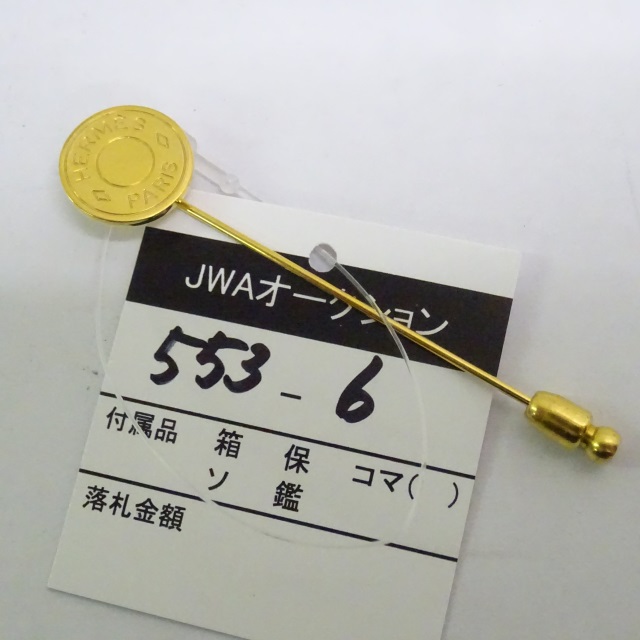 HERMES
PARIS
JWAオークション
553-6
付属品 箱 保 コマ( )
ソ 鑑
落札金額